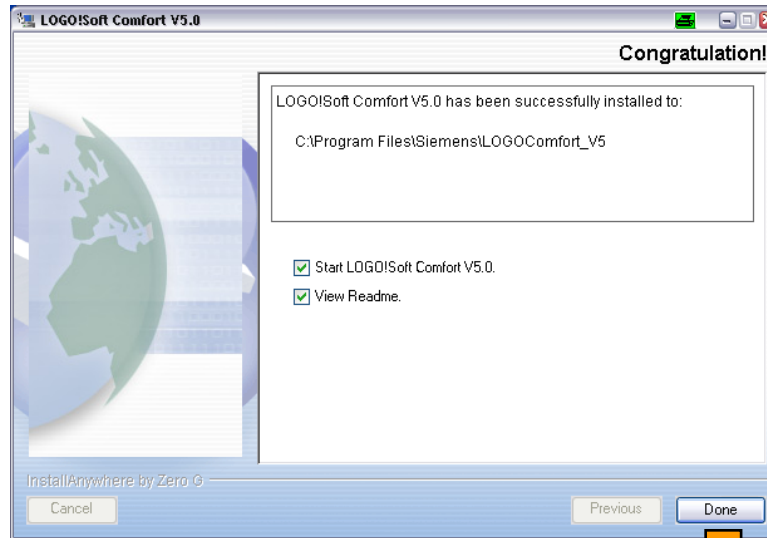 LOGO!Soft Comfort V5.0
Congratulation!
LOGO!Soft Comfort V5.0 has been successfully installed to:
C:\Program Files\Siemens\LOGOComfort_V5
Start LOGO!Soft Comfort V5.0.
View Readme.
InstallAnywhere by Zero G
Cancel
Previous
Done